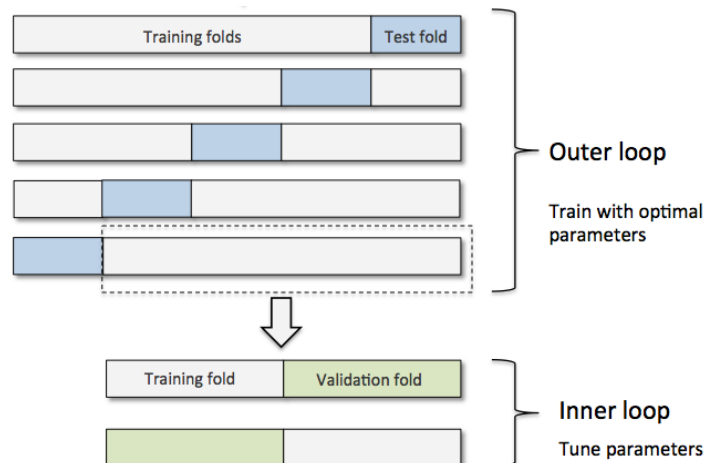 Training folds
Test fold
Outer loop
Train with optimal
parameters
Training fold
Validation fold
Inner loop
Tune parameters